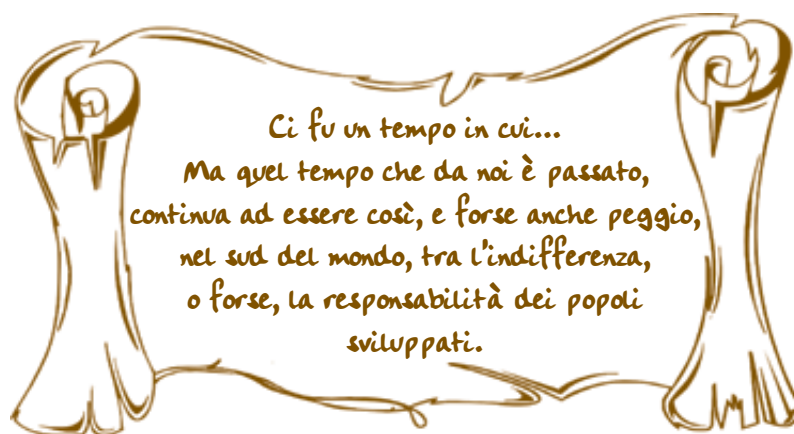 Ci fu un tempo in cui...
Ma quel tempo che da noi è passato,
continua ad essere così, e forse anche peggio,
nel sud del mondo, tra l'indifferenza,
o forse, la responsabilità dei popoli
sviluppati.